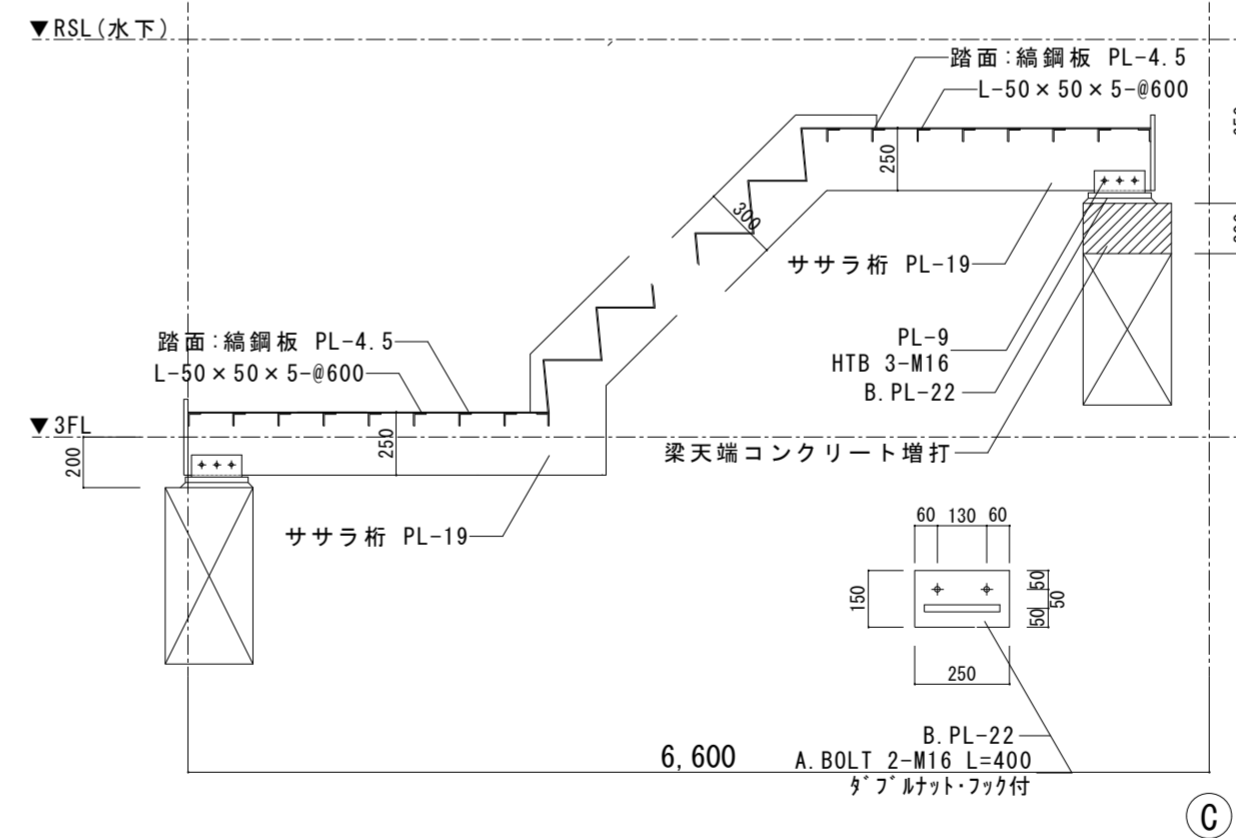 ▼RSL(水下)
踏面:縞鋼板 PL-4.5
L-50×50×5-@600
250
300
ササラ桁 PL-19
PL-9
HTB 3-M16
B.PL-22
梁天端コンクリート増打
踏面:縞鋼板 PL-4.5
L-50×50×5-@600
▼3FL
200
250
ササラ桁 PL-19
60 130 60
150
50
50
50
250
B.PL-22
6,600
A.BOLT 2-M16 L=400
ダブルナット・フック付
C